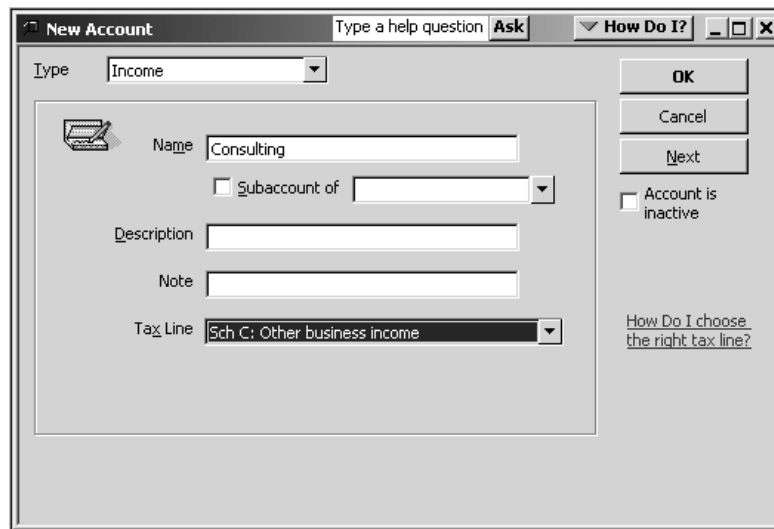 New Account Type a help question Ask How Do I?
Type Income
OK
Cancel
Next
Name Consulting
Subaccount of
Account is
inactive
Description
Note
Tax Line Sch C: Other business income
How Do I choose
the right tax line?